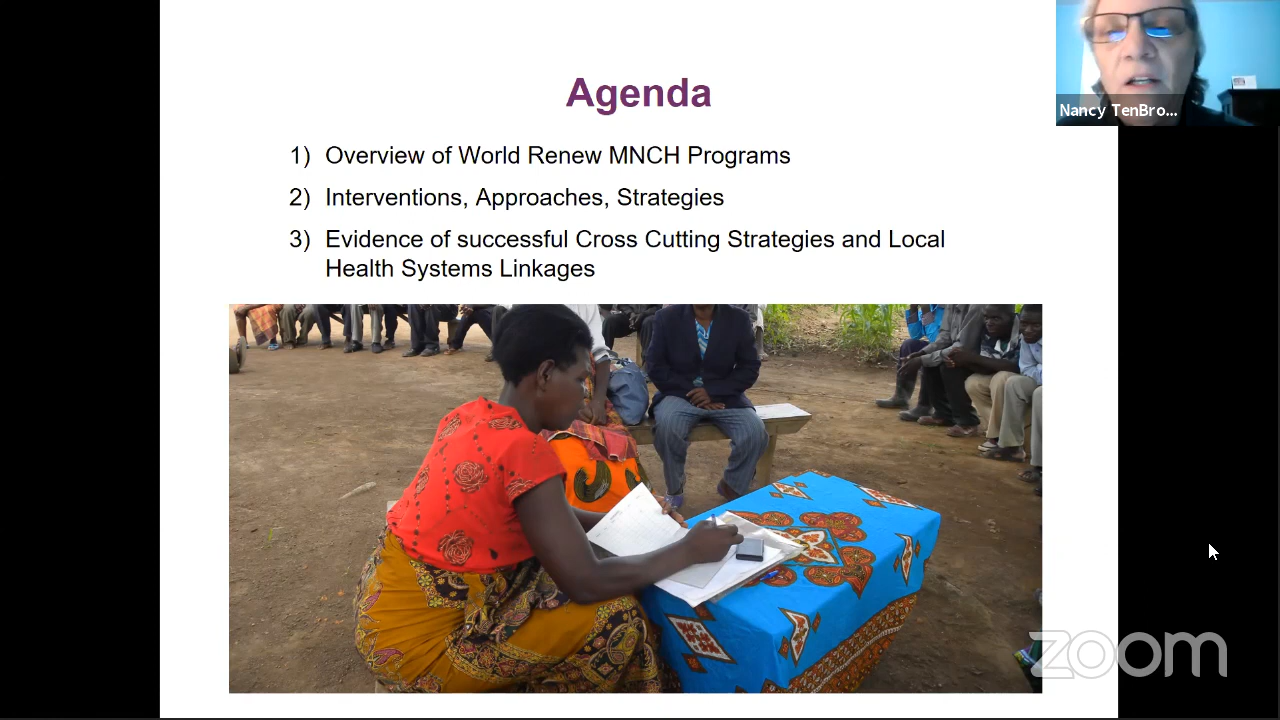 Agenda
1) Overview of World Renew MNCH Programs
2) Interventions, Approaches, Strategies
3) Evidence of successful Cross Cutting Strategies and Local
Health Systems Linkages
Nancy TenBro...
zoom